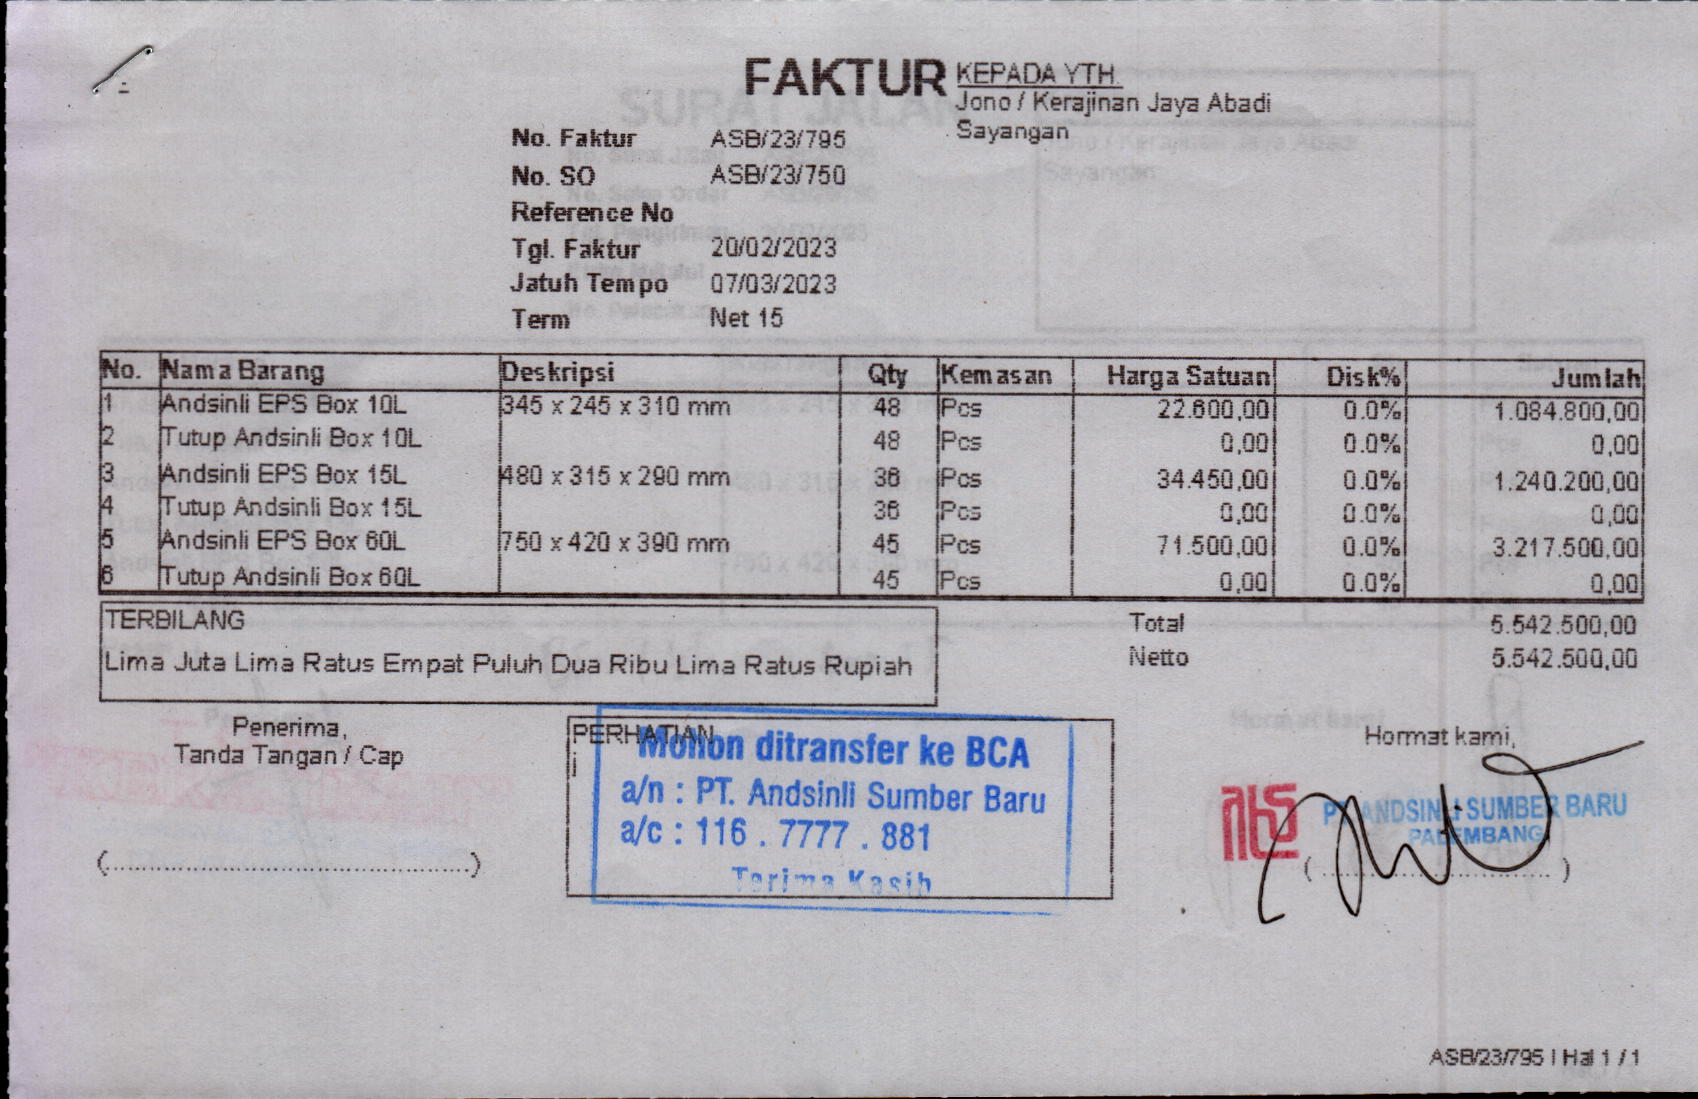 FAKTUR
KEPADA YTH.
Jono / Kerajinan Jaya Abadi
Sayangan
No. Faktur ASB/23/795
No. SO ASB/23/750
Reference No
Tgl. Faktur 20/02/2023
Jatuh Tempo 07/03/2023
Term Net 15
No. Nama Barang Deskripsi Qty Kemasan Harga Satuan Disk% Jumlah
1 Andsinli EPS Box 10L 345 x 245 x 310 mm 48 Pcs 22.600,00 0.0% 1.084.800,00
2 Tutup Andsinli Box 10L 48 Pcs 0,00 0.0% 0,00
3 Andsinli EPS Box 15L 480 x 315 x 290 mm 36 Pcs 34.450,00 0.0% 1.240.200,00
4 Tutup Andsinli Box 15L 36 Pcs 0,00 0.0% 0,00
5 Andsinli EPS Box 60L 750 x 420 x 390 mm 45 Pcs 71.500,00 0.0% 3.217.500,00
6 Tutup Andsinli Box 60L 45 Pcs 0,00 0.0% 0,00
TERBILANG
Lima Juta Lima Ratus Empat Puluh Dua Ribu Lima Ratus Rupiah
Total 5.542.500,00
Netto 5.542.500,00
Penerima,
Tanda Tangan / Cap
PERHATIAN
Mohon ditransfer ke BCA
a/n : PT. Andsinli Sumber Baru
a/c : 116 . 7777 . 881
Terima Kasih
Hormat kami,
PT. ANDSINLI SUMBER BARU
PALEMBANG
ASB/23/795 | Hal 1 / 1